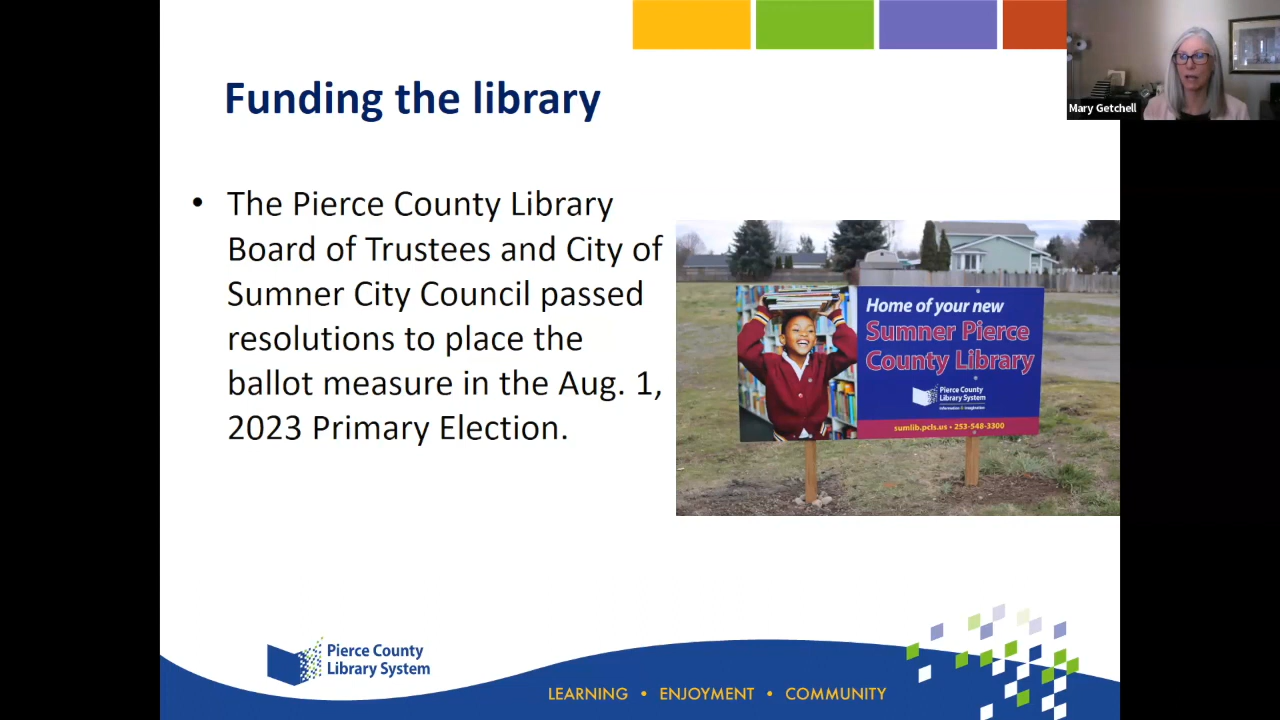 Funding the library
Mary Getchell
• The Pierce County Library
Board of Trustees and City of
Sumner City Council passed
resolutions to place the
ballot measure in the Aug. 1,
2023 Primary Election.
Home of your new
Sumner Pierce
County Library
Pierce County
Library System
information & imagination
sumlib.pcls.us • 253-548-3300
Pierce County
Library System
LEARNING • ENJOYMENT • COMMUNITY